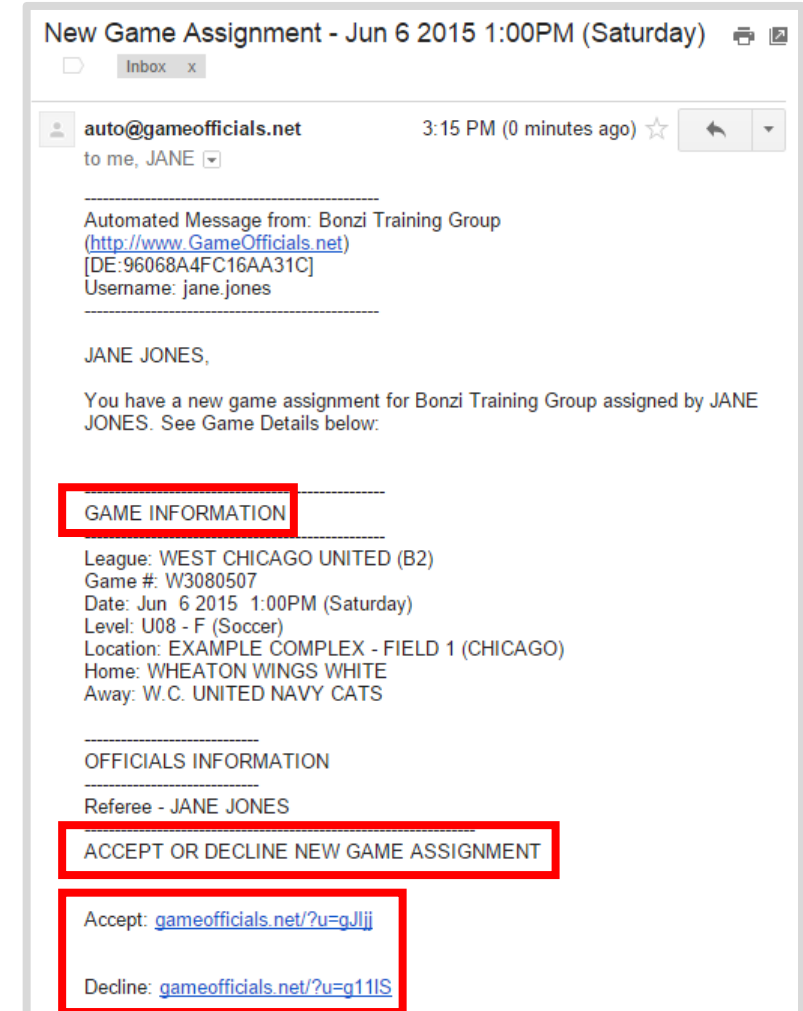 New Game Assignment - Jun 6 2015 1:00PM (Saturday)
Inbox x
auto@gameofficials.net 3:15 PM (0 minutes ago)
to me, JANE
--------------------------------------------------
Automated Message from: Bonzi Training Group
(http://www.GameOfficials.net)
[DE:96068A4FC16AA31C]
Username: jane.jones
--------------------------------------------------
JANE JONES,
You have a new game assignment for Bonzi Training Group assigned by JANE
JONES. See Game Details below:
--------------------------------------------------
GAME INFORMATION
--------------------------------------------------
League: WEST CHICAGO UNITED (B2)
Game #: W3080507
Date: Jun  6 2015  1:00PM (Saturday)
Level: U08 - F (Soccer)
Location: EXAMPLE COMPLEX - FIELD 1 (CHICAGO)
Home: WHEATON WINGS WHITE
Away: W.C. UNITED NAVY CATS
-----------------------------
OFFICIALS INFORMATION
-----------------------------
Referee - JANE JONES
------------------------------------------------------------------
ACCEPT OR DECLINE NEW GAME ASSIGNMENT
Accept: gameofficials.net/?u=gJIjj
Decline: gameofficials.net/?u=g11IS